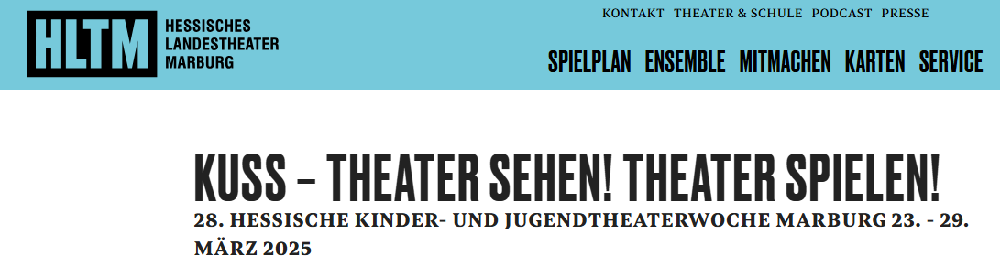 KONTAKT THEATER & SCHULE PODCAST PRESSE
HLTM
HESSISCHES
LANDESTHEATER
MARBURG
SPIELPLAN ENSEMBLE MITMACHEN KARTEN SERVICE
KUSS – THEATER SEHEN! THEATER SPIELEN!
28. HESSISCHE KINDER- UND JUGENDTHEATERWOCHE MARBURG 23. - 29.
MÄRZ 2025